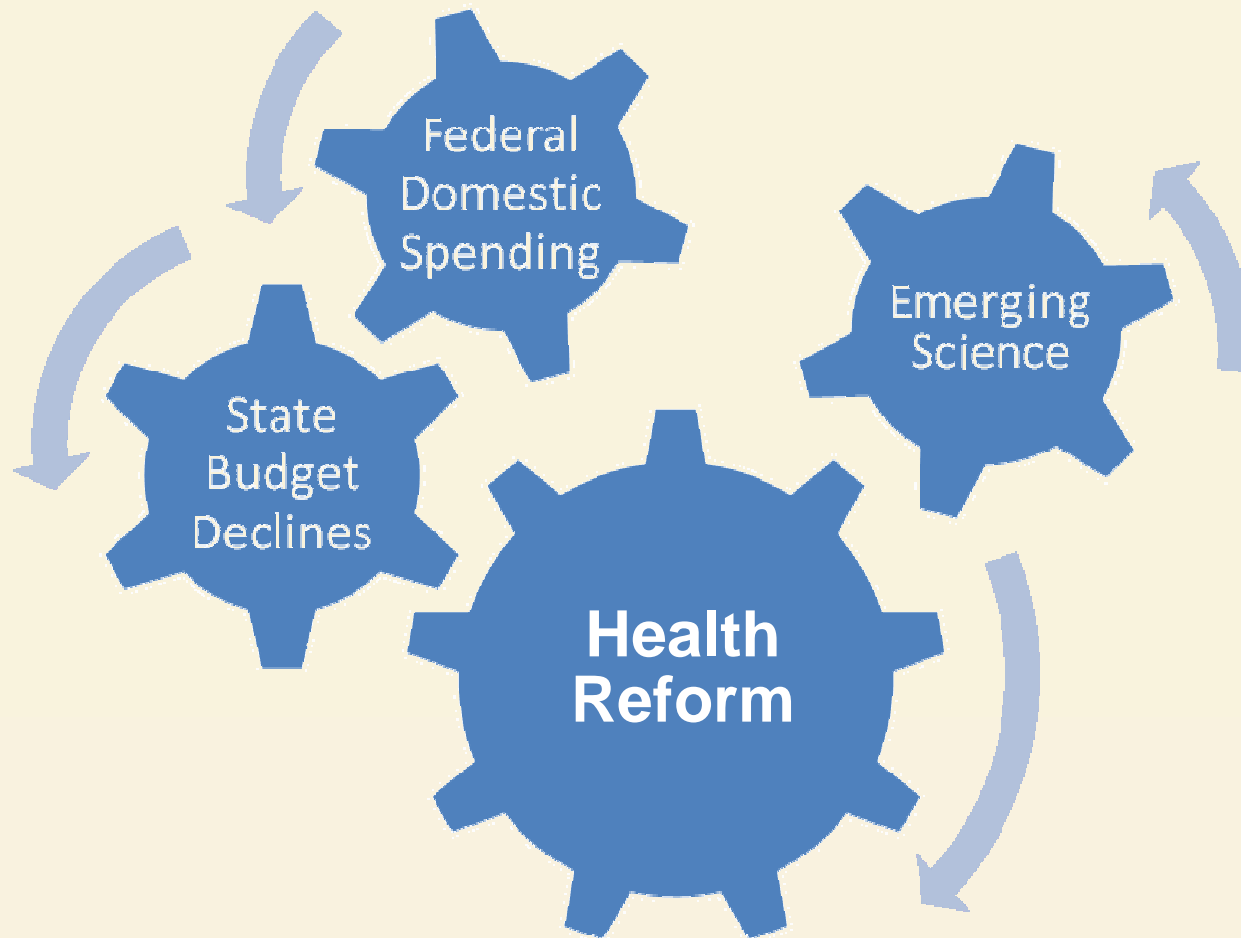 Federal
Domestic
Spending
Emerging
Science
State
Budget
Declines
Health
Reform